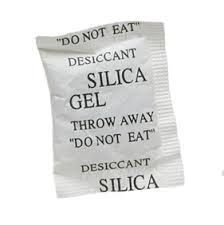 "DO NOT EAT"
DESICCANT
SILICA
GEL
THROW AWAY
"DO NOT EAT"
DESICCANT
SILICA